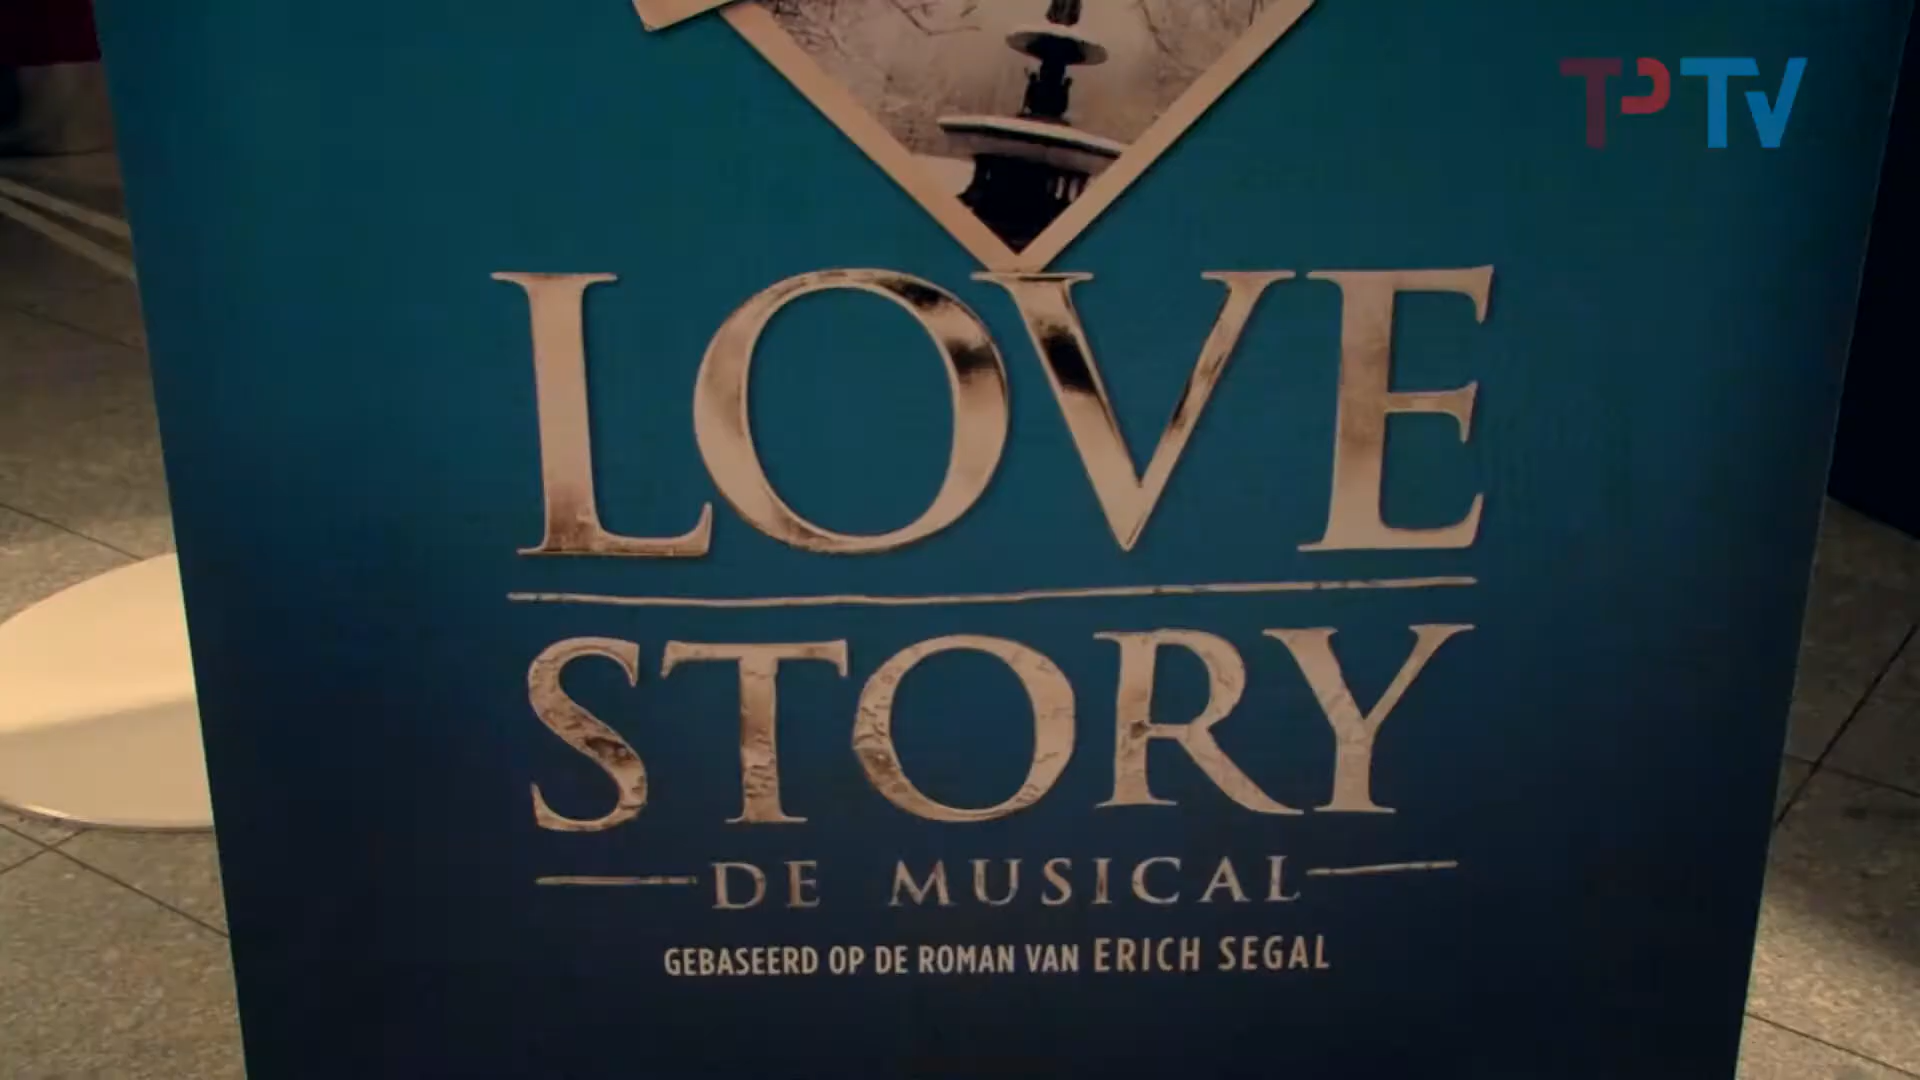 TPTV
LOVE
STORY
DE MUSICAL
GEBASEERD OP DE ROMAN VAN ERICH SEGAL